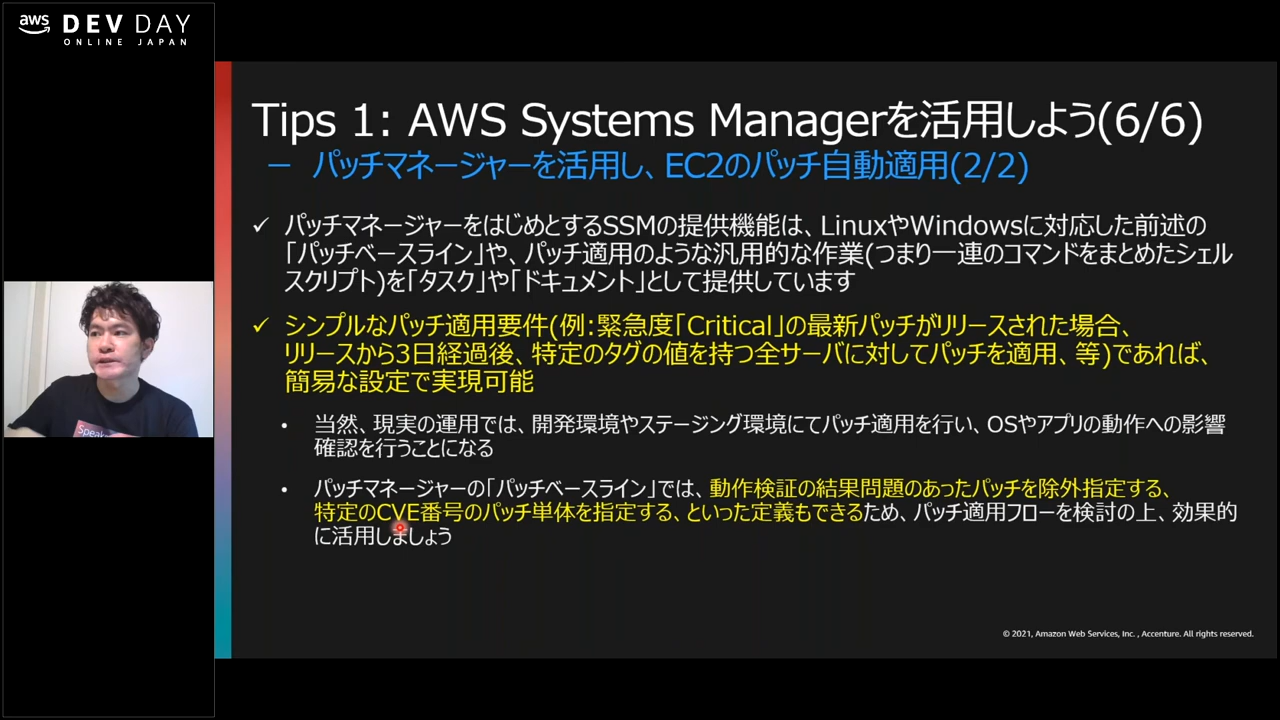 aws DEV DAY
ONLINE JAPAN
Tips 1: AWS Systems Managerを活用しよう(6/6)
– パッチマネージャーを活用し、EC2のパッチ自動適用(2/2)
✓ パッチマネージャーをはじめとするSSMの提供機能は、LinuxやWindowsに対応した前述の
「パッチベースライン」や、パッチ適用のような汎用的な作業(つまり一連のコマンドをまとめたシェル
スクリプト)を「タスク」や「ドキュメント」として提供しています
✓ シンプルなパッチ適用要件(例:緊急度「Critical」の最新パッチがリリースされた場合、
リリースから3日経過後、特定のタグの値を持つ全サーバに対してパッチを適用、等)であれば、
簡易な設定で実現可能
• 当然、現実の運用では、開発環境やステージング環境にてパッチ適用を行い、OSやアプリの動作への影響
確認を行うことになる
• パッチマネージャーの「パッチベースライン」では、動作検証の結果問題のあったパッチを除外指定する、
特定のCVE番号のパッチ単体を指定する、といった定義もできるため、パッチ適用フローを検討の上、効果的
に活用しましょう
Speak
© 2021, Amazon Web Services, Inc. , Accenture. All rights reserved.